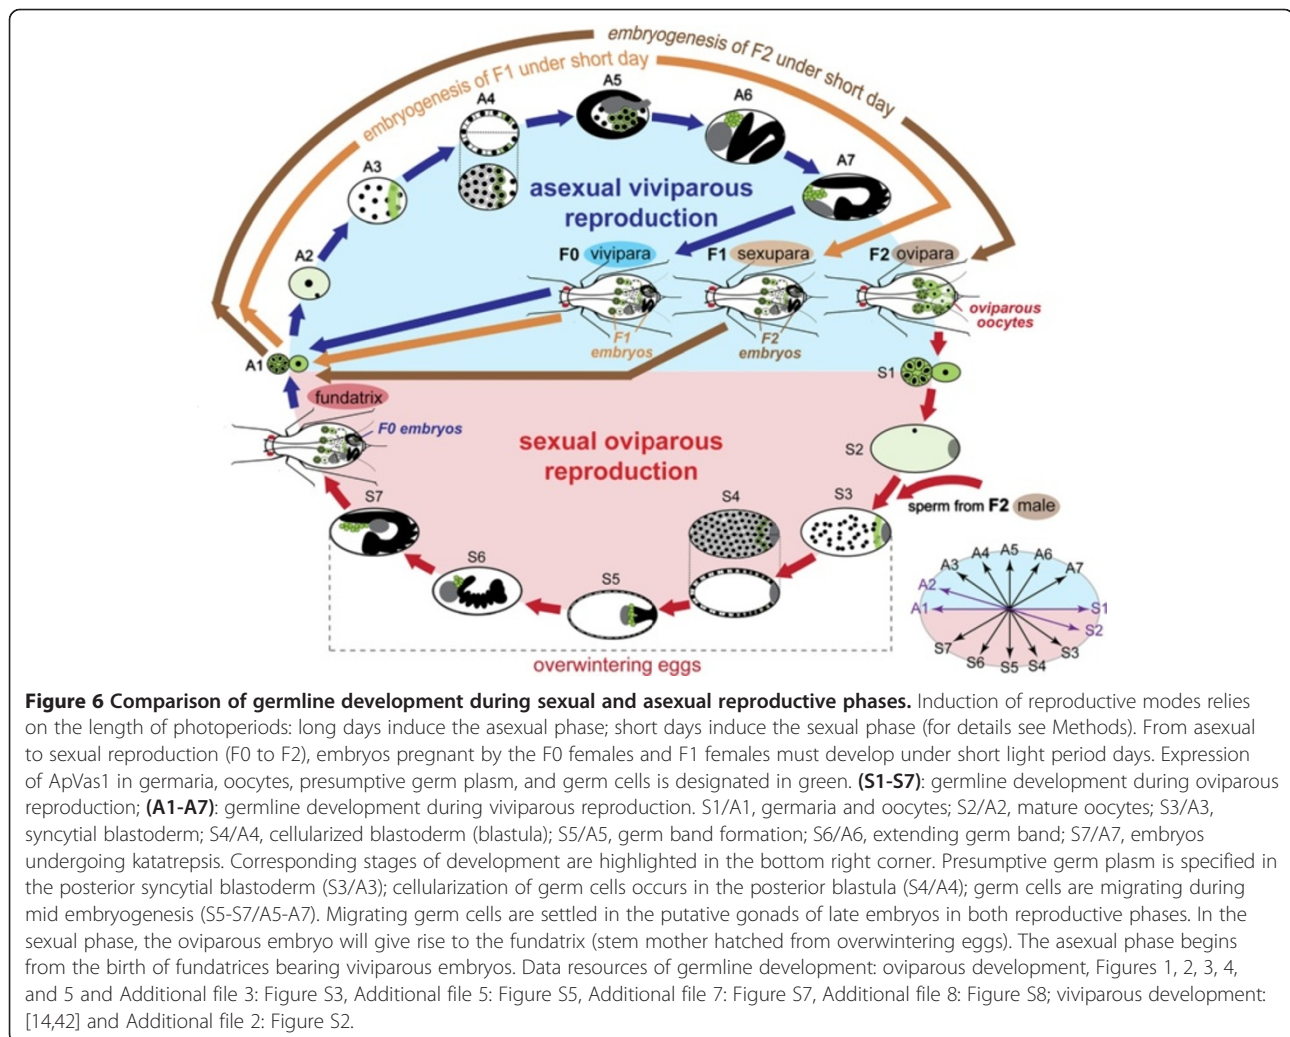 embryogenesis of F2 under short day
embryogenesis of F1 under short day
A5
A4
A6
A3
A7
A2
asexual viviparous
reproduction
F0 vivipara
F1 sexupara
F2 ovipara
F1
embryos
F2
embryos
oviparous
oocytes
A1
S1
fundatrix
F0 embryos
sexual oviparous
reproduction
S2
S7
S4
S3
sperm from F2 male
S6
S5
overwintering eggs
A5
A4
A6
A3
A7
A2
A1
S1
S2
S7
S3
S6
S4
S5
Figure 6 Comparison of germline development during sexual and asexual reproductive phases. Induction of reproductive modes relies
on the length of photoperiods: long days induce the asexual phase; short days induce the sexual phase (for details see Methods). From asexual
to sexual reproduction (F0 to F2), embryos pregnant by the F0 females and F1 females must develop under short light period days. Expression
of ApVas1 in germaria, oocytes, presumptive germ plasm, and germ cells is designated in green. (S1-S7): germline development during oviparous
reproduction; (A1-A7): germline development during viviparous reproduction. S1/A1, germaria and oocytes; S2/A2, mature oocytes; S3/A3,
syncytial blastoderm; S4/A4, cellularized blastoderm (blastula); S5/A5, germ band formation; S6/A6, extending germ band; S7/A7, embryos
undergoing katatrepsis. Corresponding stages of development are highlighted in the bottom right corner. Presumptive germ plasm is specified in
the posterior syncytial blastoderm (S3/A3); cellularization of germ cells occurs in the posterior blastula (S4/A4); germ cells are migrating during
mid embryogenesis (S5-S7/A5-A7). Migrating germ cells are settled in the putative gonads of late embryos in both reproductive phases. In the
sexual phase, the oviparous embryo will give rise to the fundatrix (stem mother hatched from overwintering eggs). The asexual phase begins
from the birth of fundatrices bearing viviparous embryos. Data resources of germline development: oviparous development, Figures 1, 2, 3, 4,
and 5 and Additional file 3: Figure S3, Additional file 5: Figure S5, Additional file 7: Figure S7, Additional file 8: Figure S8; viviparous development:
[14,42] and Additional file 2: Figure S2.